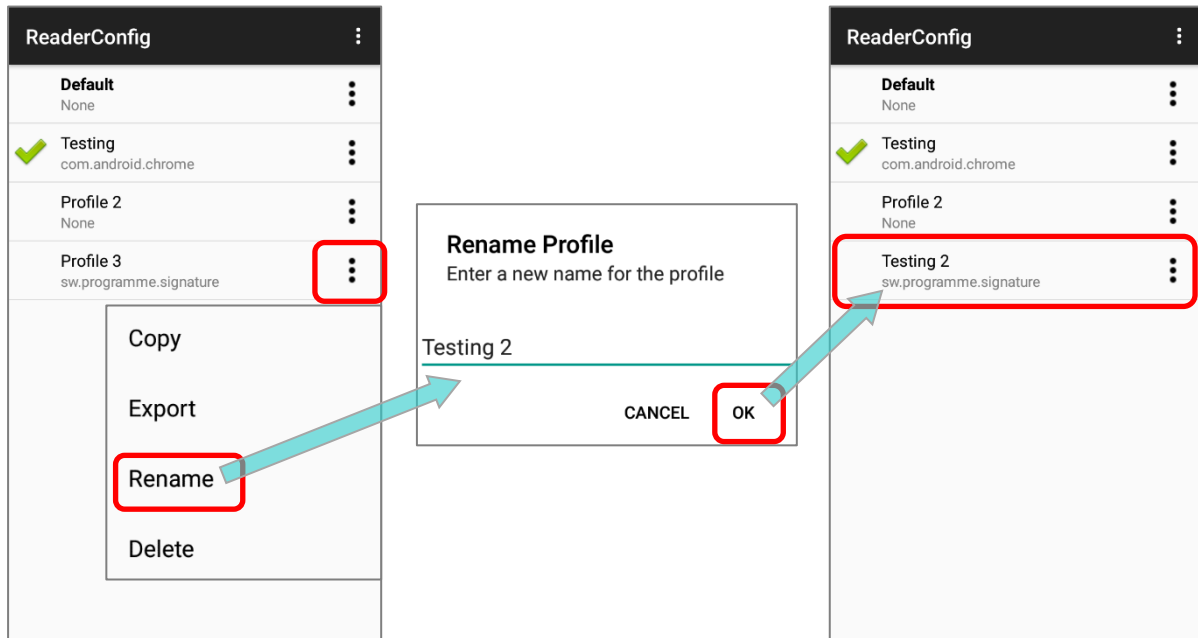 ReaderConfig
Default
None
Testing
com.android.chrome
Profile 2
None
Profile 3
sw.programme.signature
Copy
Export
Rename
Delete
Rename Profile
Enter a new name for the profile
Testing 2
CANCEL OK
ReaderConfig
Default
None
Testing
com.android.chrome
Profile 2
None
Testing 2
sw.programme.signature